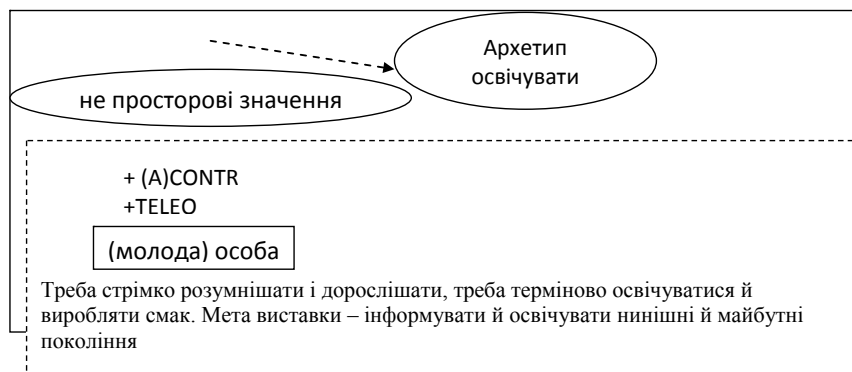 Архетип
освічувати
не просторові значення
+ (A)CONTR
+TELEO
(молода) особа
Треба стрімко розумнішати і дорослішати, треба терміново освічуватися й
виробляти смак. Мета виставки – інформувати й освічувати нинішні й майбутні
покоління